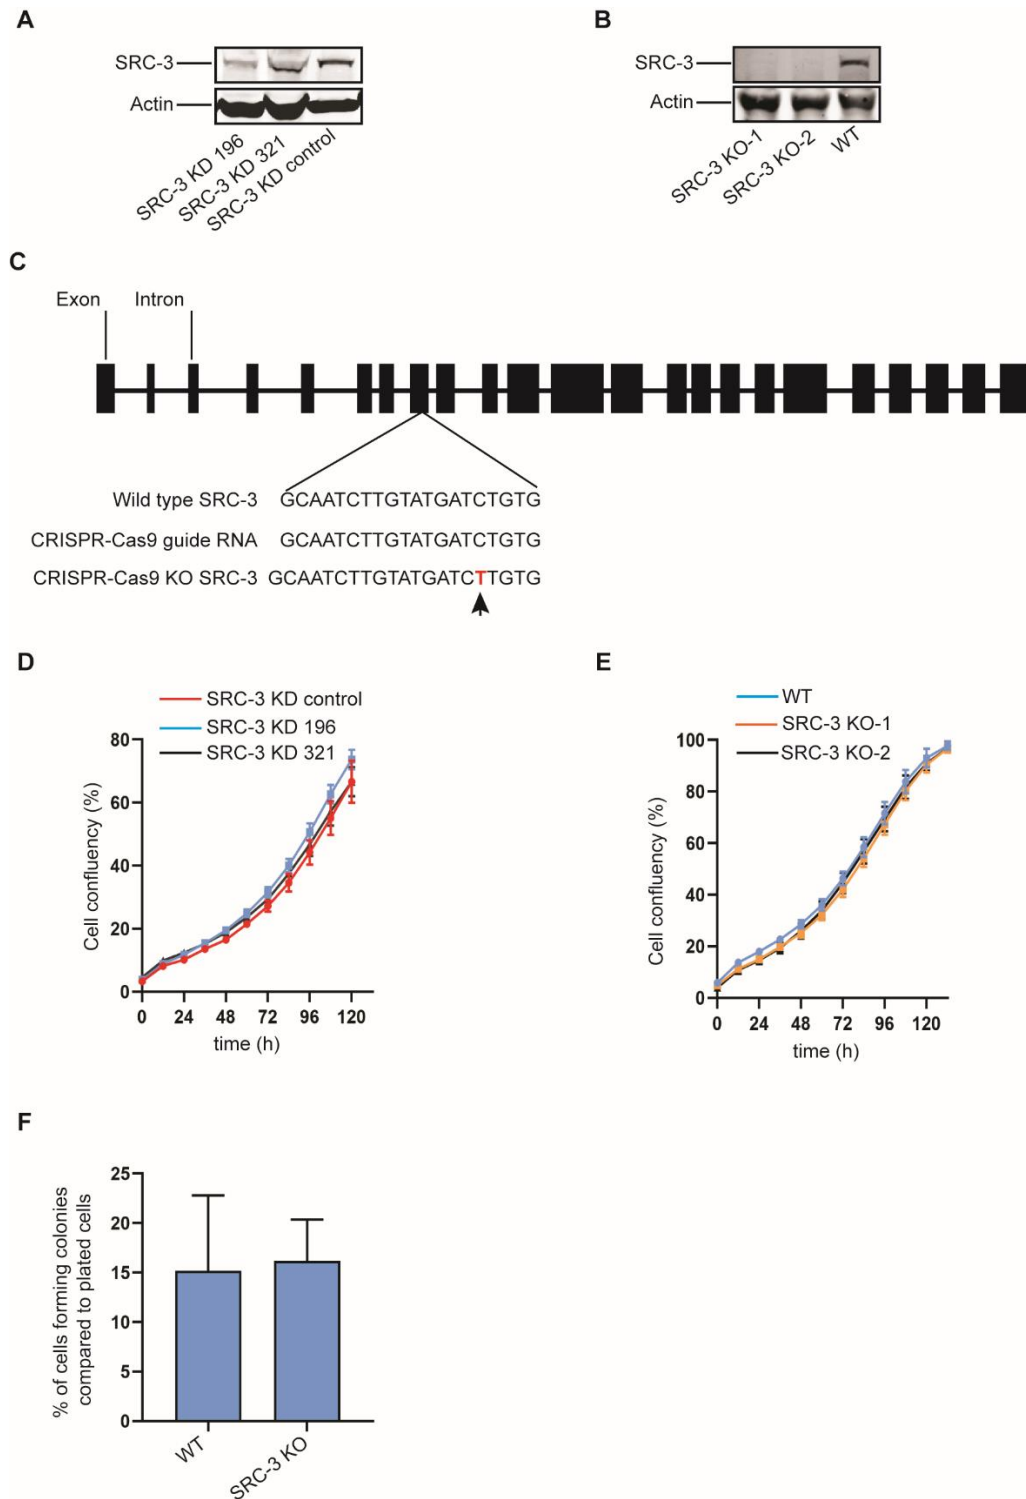 A
SRC-3
Actin
SRC-3 KD 196
SRC-3 KD 321
SRC-3 KD control
B
SRC-3
Actin
SRC-3 KO-1
SRC-3 KO-2
WT
C
Exon
Intron
Wild type SRC-3 GCAATCTTGTATGATCTGTG
CRISPR-Cas9 guide RNA GCAATCTTGTATGATCTGTG
CRISPR-Cas9 KO SRC-3 GCAATCTTGTATGATCTTGTG
D
SRC-3 KD control
SRC-3 KD 196
SRC-3 KD 321
Cell confluency (%)
80
60
40
20
0
0 24 48 72 96 120
time (h)
E
WT
SRC-3 KO-1
SRC-3 KO-2
Cell confluency (%)
100
80
60
40
20
0
0 24 48 72 96 120
time (h)
F
% of cells forming colonies
compared to plated cells
25
20
15
10
5
0
WT
SRC-3 KO